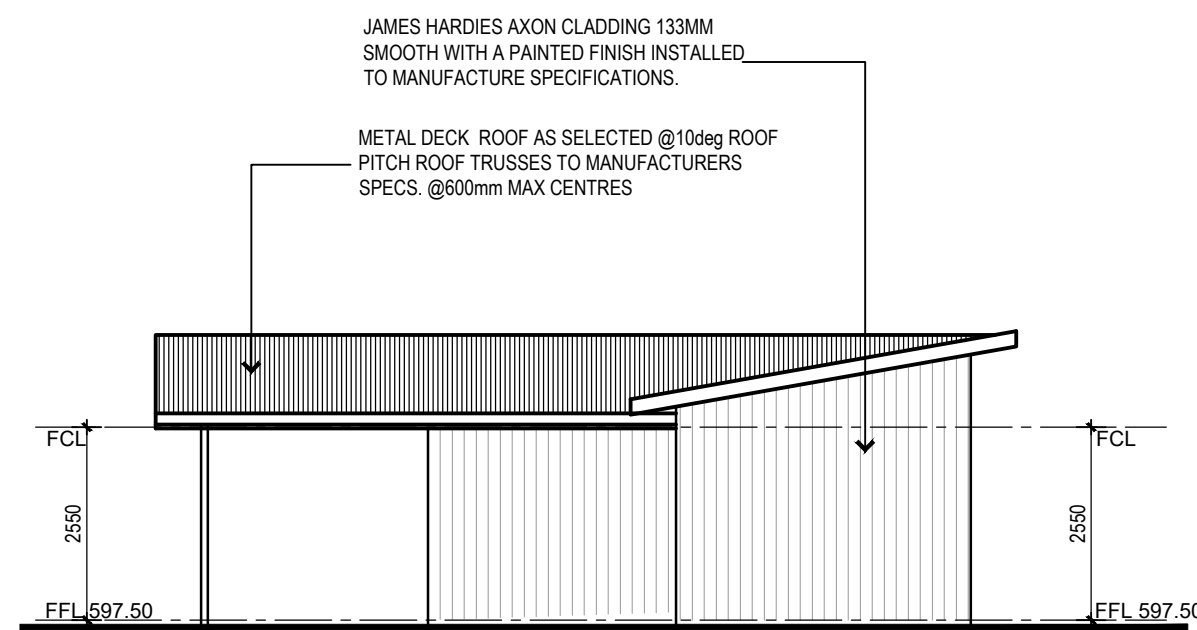 JAMES HARDIES AXON CLADDING 133MM
SMOOTH WITH A PAINTED FINISH INSTALLED
TO MANUFACTURE SPECIFICATIONS.
METAL DECK ROOF AS SELECTED @10deg ROOF
PITCH ROOF TRUSSES TO MANUFACTURERS
SPECS. @600mm MAX CENTRES
FCL
FCL
2550
2550
FFL 597.50
FFL 597.50